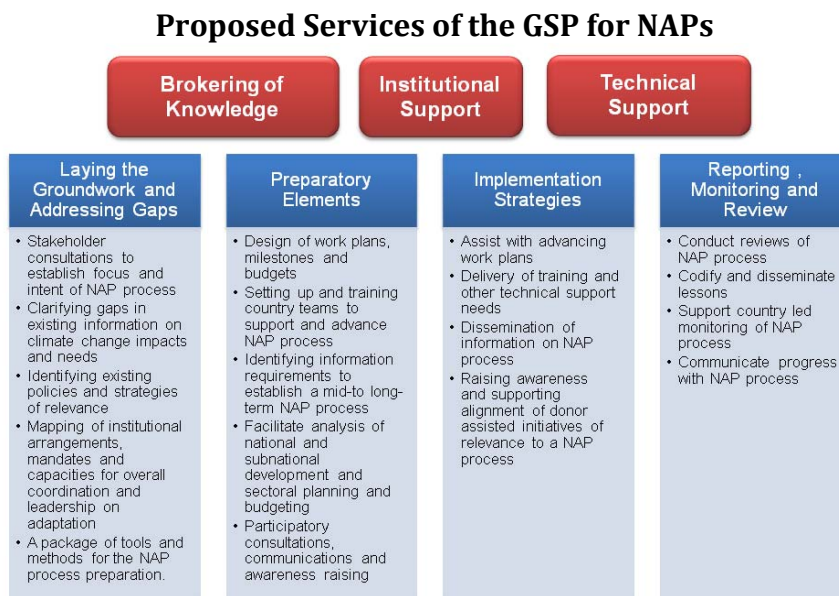 Proposed Services of the GSP for NAPs
Brokering of
Knowledge
Institutional
Support
Technical
Support
Laying the
Groundwork and
Addressing Gaps
• Stakeholder
consultations to
establish focus and
intent of NAP process
• Clarifying gaps in
existing information on
climate change impacts
and needs
• Identifying existing
policies and strategies
of relevance
• Mapping of institutional
arrangements,
mandates and
capacities for overall
coordination and
leadership on
adaptation
• A package of tools and
methods for the NAP
process preparation.
Preparatory
Elements
• Design of work plans,
milestones and
budgets
• Setting up and training
country teams to
support and advance
NAP process
• Identifying information
requirements to
establish a mid-to long-
term NAP process
• Facilitate analysis of
national and
subnational
development and
sectoral planning and
budgeting
• Participatory
consultations,
communications and
awareness raising
Implementation
Strategies
• Assist with advancing
work plans
• Delivery of training and
other technical support
needs
• Dissemination of
information on NAP
process
• Raising awareness
and supporting
alignment of donor
assisted initiatives of
relevance to a NAP
process
Reporting ,
Monitoring and
Review
• Conduct reviews of
NAP process
• Codify and disseminate
lessons
• Support country led
monitoring of NAP
process
• Communicate progress
with NAP process